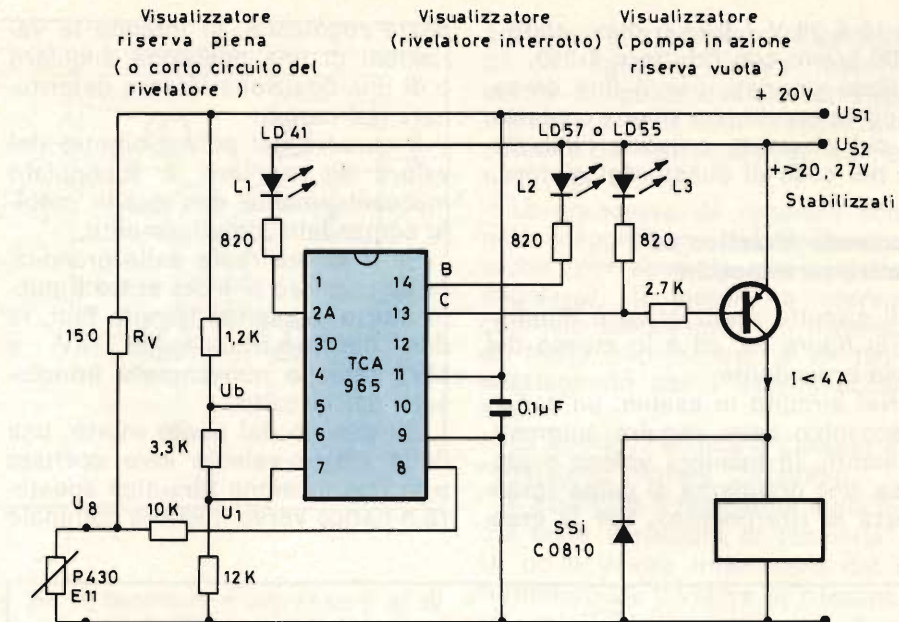 Visualizzatore
riserva piena
( o corto circuito del
rivelatore )
Visualizzatore
(rivelatore interrotto)
Visualizzatore
( pompa in azione
riserva vuota )
+ 20V
US1
US2
+>20, 27V
Stabilizzati
LD 41
L1
820
LD57 o LD55
L2
L3
820
820
2.7K
150
RV
1,2K
Ub
3,3K
U8
10K
U1
12K
P430
E11
1
2A
3D
4
5
6
7
TCA
965
14
13
12
11
10
9
8
B
C
0,1µF
I < 4 A
SSi
C0810